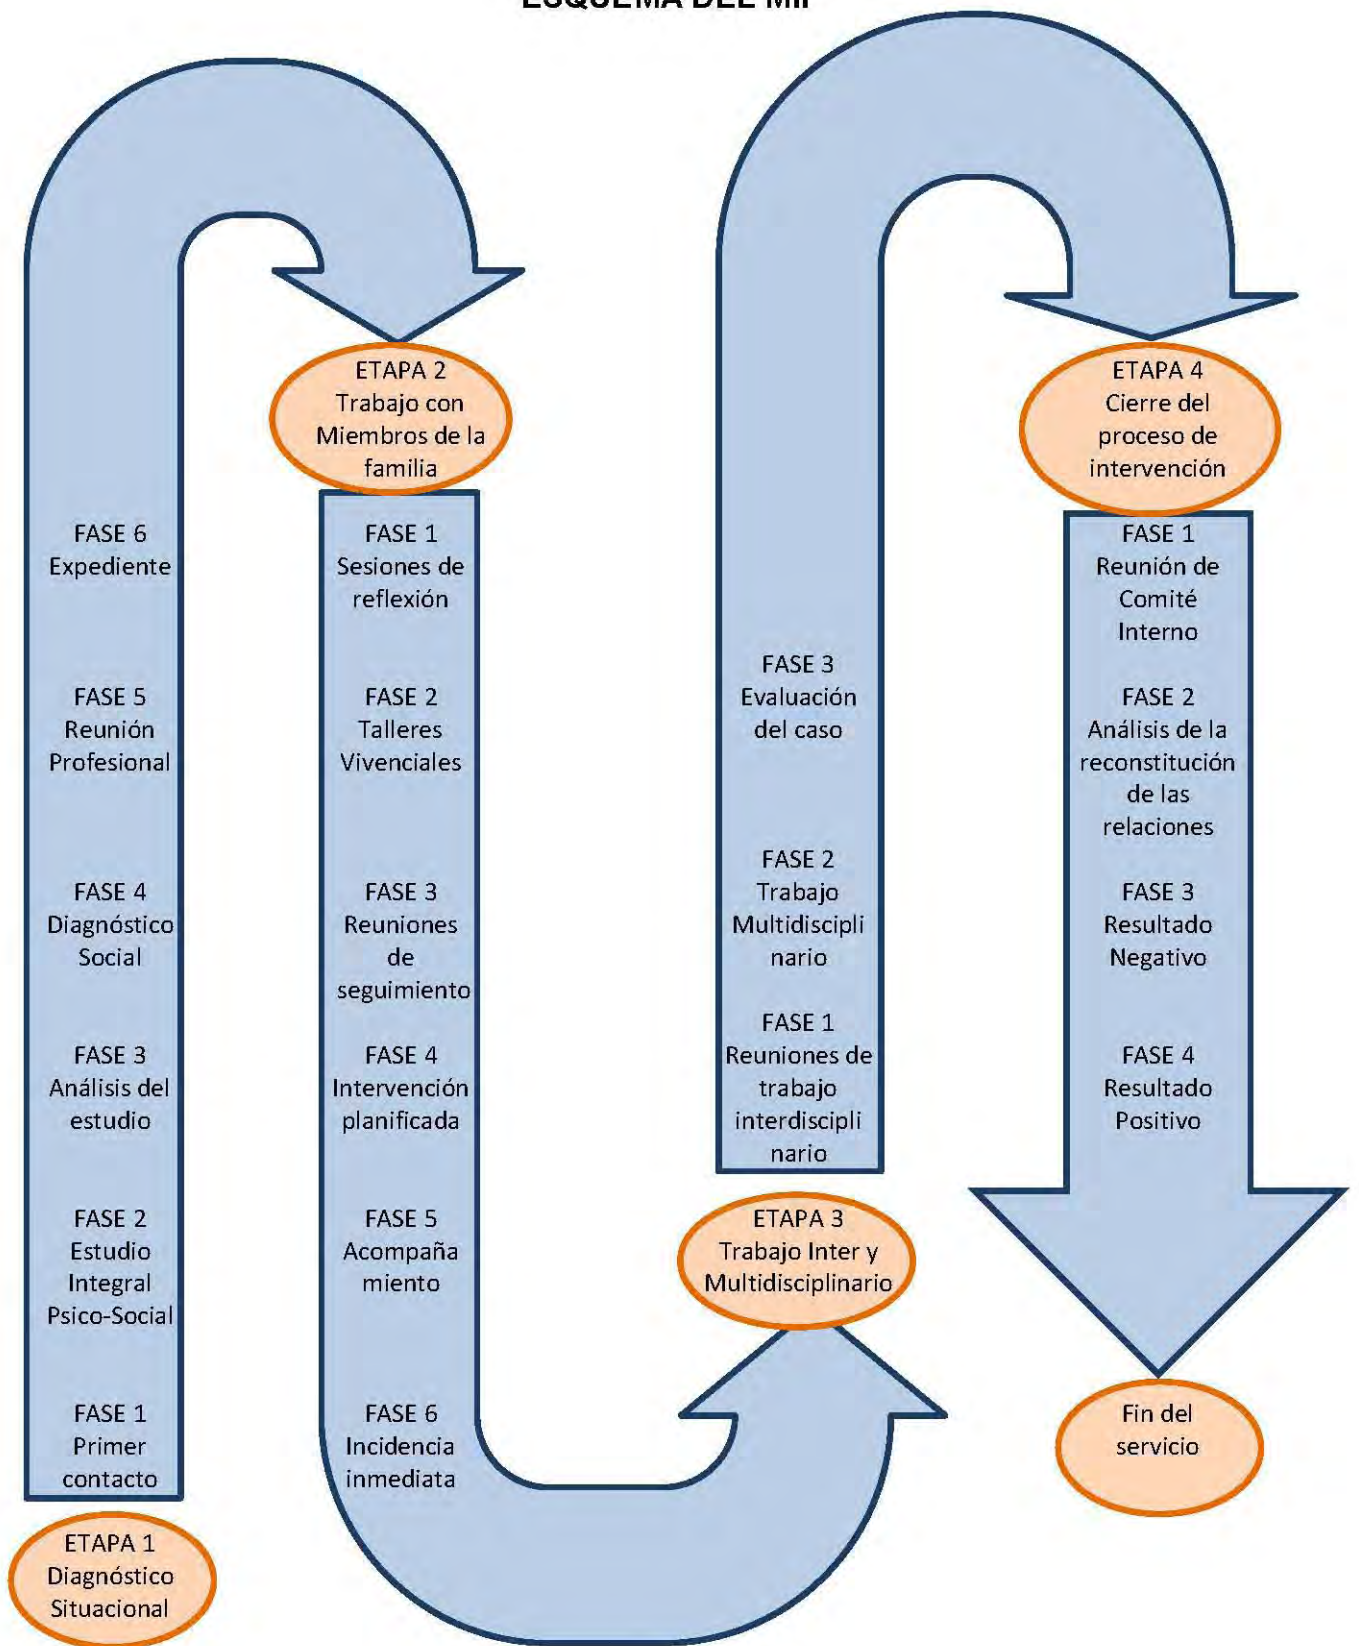 ESQUEMA DEL MIF
ETAPA 1
Diagnóstico
Situacional
FASE 1
Primer
contacto
FASE 2
Estudio
Integral
Psico-Social
FASE 3
Análisis del
estudio
FASE 4
Diagnóstico
Social
FASE 5
Reunión
Profesional
FASE 6
Expediente
ETAPA 2
Trabajo con
Miembros de la
familia
FASE 1
Sesiones de
reflexión
FASE 2
Talleres
Vivenciales
FASE 3
Reuniones
de
seguimiento
FASE 4
Intervención
planificada
FASE 5
Acompaña
miento
FASE 6
Incidencia
inmediata
ETAPA 3
Trabajo Inter y
Multidisciplinario
FASE 1
Reuniones de
trabajo
interdiscipli
nario
FASE 2
Trabajo
Multidiscipli
nario
FASE 3
Evaluación
del caso
ETAPA 4
Cierre del
proceso de
intervención
FASE 1
Reunión de
Comité
Interno
FASE 2
Análisis de la
reconstitución
de las
relaciones
FASE 3
Resultado
Negativo
FASE 4
Resultado
Positivo
Fin del
servicio